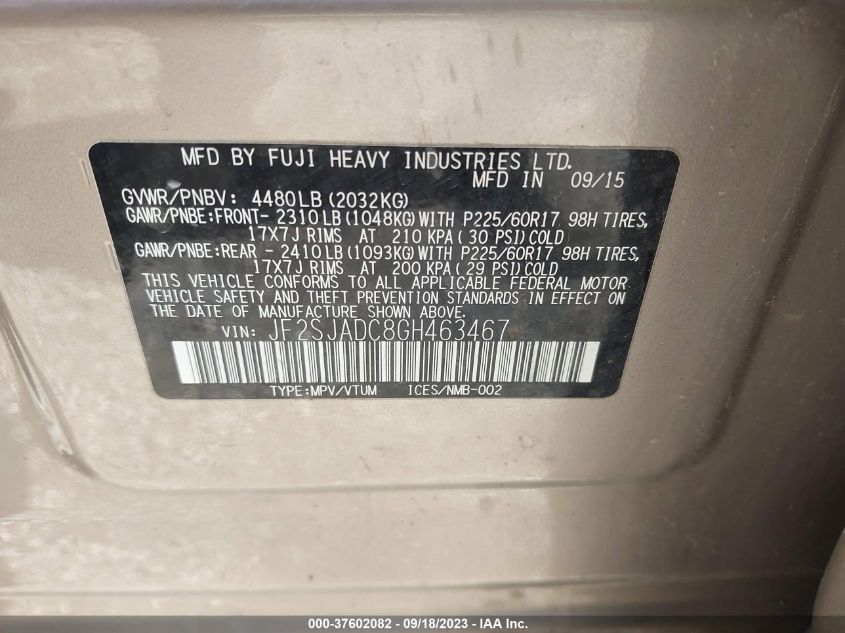 MFD BY FUJI HEAVY INDUSTRIES LTD.
MFD IN 09/15
GVWR/PNBV: 4480LB (2032KG)
GAWR/PNBE:FRONT- 2310LB (1048KG) WITH P225/60R17 98H TIRES,
17X7J RIMS AT 210 KPA( 30 PSI) COLD
GAWR/PNBE:REAR - 2410LB (1093KG) WITH P225/60R17 98H TIRES,
17X7J RIMS AT 200 KPA( 29 PSI) COLD
THIS VEHICLE CONFORMS TO ALL APPLICABLE FEDERAL MOTOR
VEHICLE SAFETY AND THEFT PREVENTION STANDARDS IN EFFECT ON
THE DATE OF MANUFACTURE SHOWN ABOVE.
VIN: JF2SJADC8GH463467
TYPE:MPV/VTUM ICES/NMB-002
000-37602082 - 09/18/2023 - © IAA Inc.